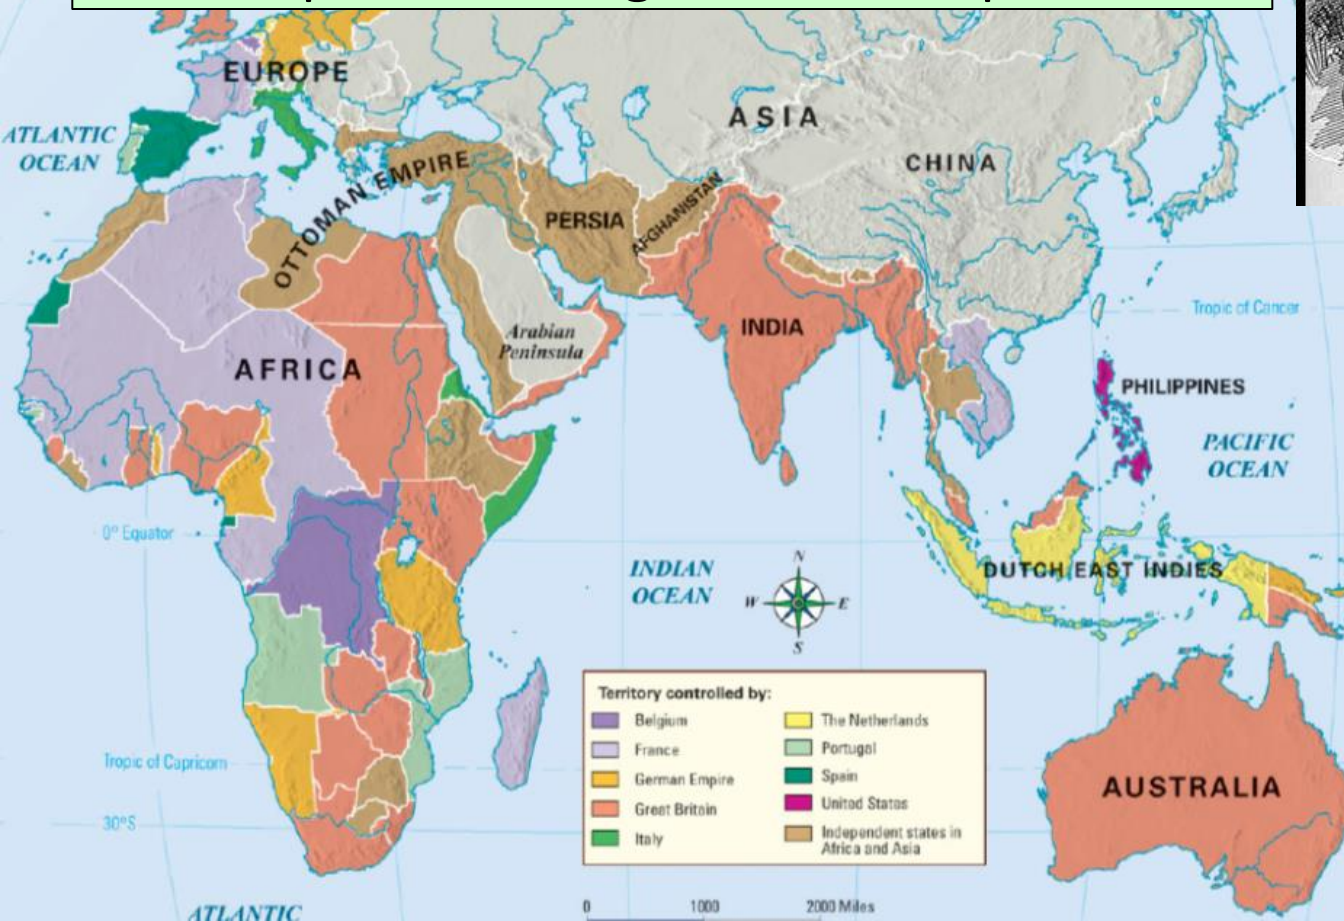 EUROPE
ATLANTIC
OCEAN
ASIA
CHINA
OTTOMAN EMPIRE
PERSIA
AFGHANISTAN
Tropic of Cancer
INDIA
Arabian
Peninsula
AFRICA
PHILIPPINES
PACIFIC
OCEAN
0° Equator
INDIAN
OCEAN
N
W
E
S
DUTCH EAST INDIES
Territory controlled by:
Belgium
France
German Empire
Great Britain
Italy
The Netherlands
Portugal
Spain
United States
Independent states in
Africa and Asia
Tropic of Capricorn
AUSTRALIA
30°S
ATLANTIC
0 1000 2000 Miles